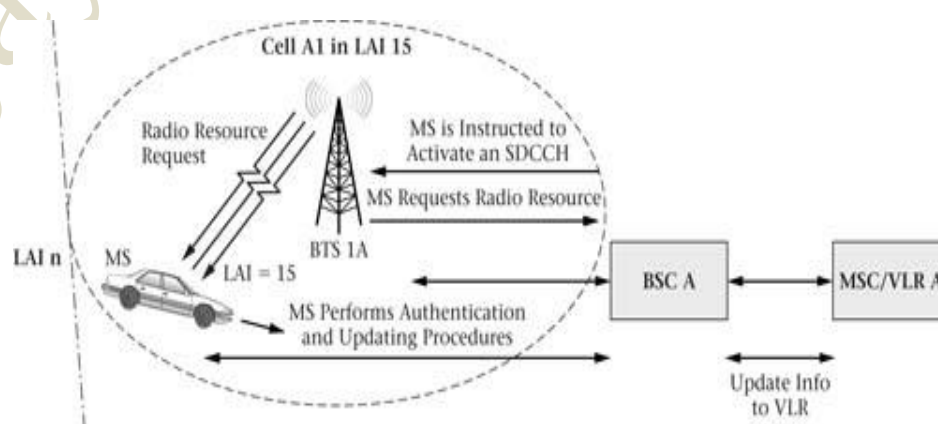 Cell A1 in LAI 15
Radio Resource
Request
MS is Instructed to
Activate an SDCCH
MS Requests Radio Resource
BTS 1A
LAI n
MS
LAI = 15
BSC A
MSC/VLR A
MS Performs Authentication
and Updating Procedures
Update Info
to VLR